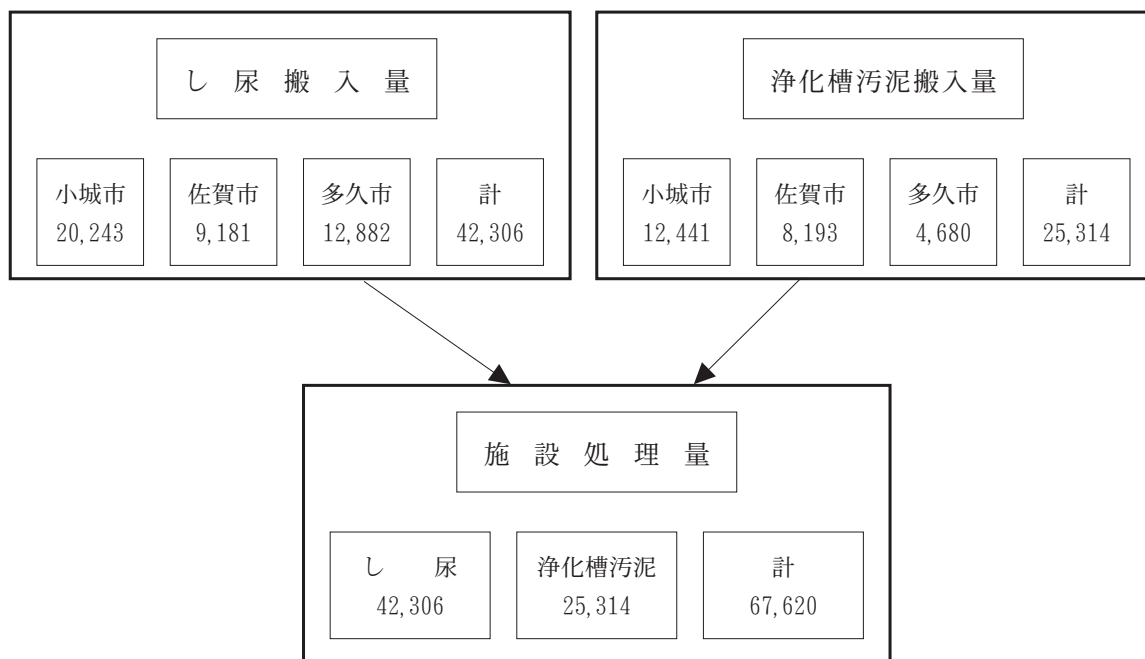 し尿搬入量
小城市
20,243
佐賀市
9,181
多久市
12,882
計
42,306
浄化槽汚泥搬入量
小城市
12,441
佐賀市
8,193
多久市
4,680
計
25,314
施設処理量
し尿
42,306
浄化槽汚泥
25,314
計
67,620